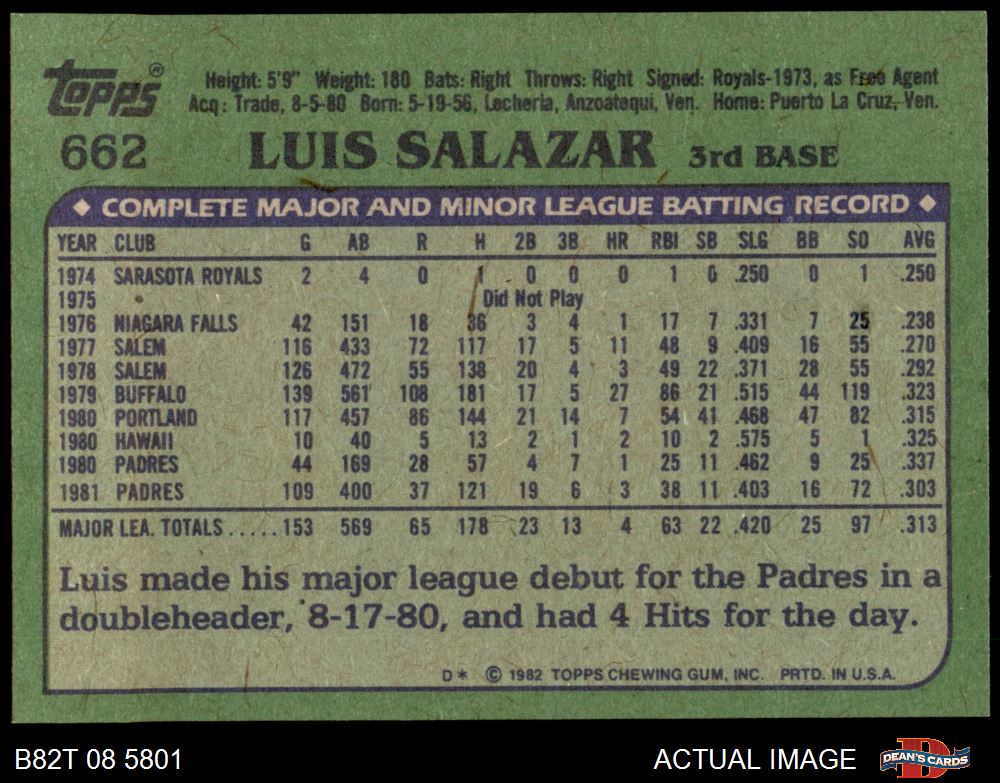 Topps®
Height: 5'9" Weight: 180 Bats: Right Throws: Right Signed: Royals-1973, as Free Agent
Acq: Trade, 8-5-80 Born: 5-19-56, Lecheria, Anzoatequi, Ven. Home: Puerto La Cruz, Ven.
662 LUIS SALAZAR 3rd BASE
◆ COMPLETE MAJOR AND MINOR LEAGUE BATTING RECORD ◆
YEAR CLUB G AB R H 2B 3B HR RBI SB SLG BB SO AVG
1974 SARASOTA ROYALS 2 4 0 1 0 0 0 1 0 .250 0 1 .250
1975 Did Not Play
1976 NIAGARA FALLS 42 151 18 36 3 4 1 17 7 .331 7 25 .238
1977 SALEM 116 433 72 117 17 5 11 48 9 .409 16 55 .270
1978 SALEM 126 472 55 138 20 4 3 49 22 .371 28 55 .292
1979 BUFFALO 139 561 108 181 17 5 27 86 21 .515 44 119 .323
1980 PORTLAND 117 457 86 144 21 14 7 54 41 .468 47 82 .315
1980 HAWAII 10 40 5 13 2 1 2 10 2 .575 5 1 .325
1980 PADRES 44 169 28 57 4 7 1 25 11 .462 9 25 .337
1981 PADRES 109 400 37 121 19 6 3 38 11 .403 16 72 .303
MAJOR LEA. TOTALS ..... 153 569 65 178 23 13 4 63 22 .420 25 97 .313
Luis made his major league debut for the Padres in a
doubleheader, 8-17-80, and had 4 Hits for the day.
D* © 1982 TOPPS CHEWING GUM, INC. PRTD. IN U.S.A.
B82T 08 5801 ACTUAL IMAGE DEAN'S CARDS